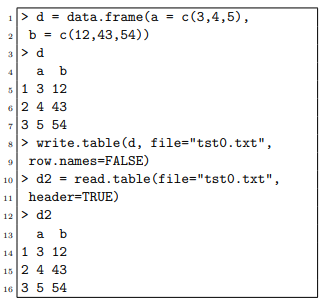 1 > d = data.frame(a = c(3,4,5),
2 b = c(12,43,54))
3 > d
4 a b
5 1 3 12
6 2 4 43
7 3 5 54
8 > write.table(d, file="tst0.txt",
9 row.names=FALSE)
10 > d2 = read.table(file="tst0.txt",
11 header=TRUE)
12 > d2
13 a b
14 1 3 12
15 2 4 43
16 3 5 54